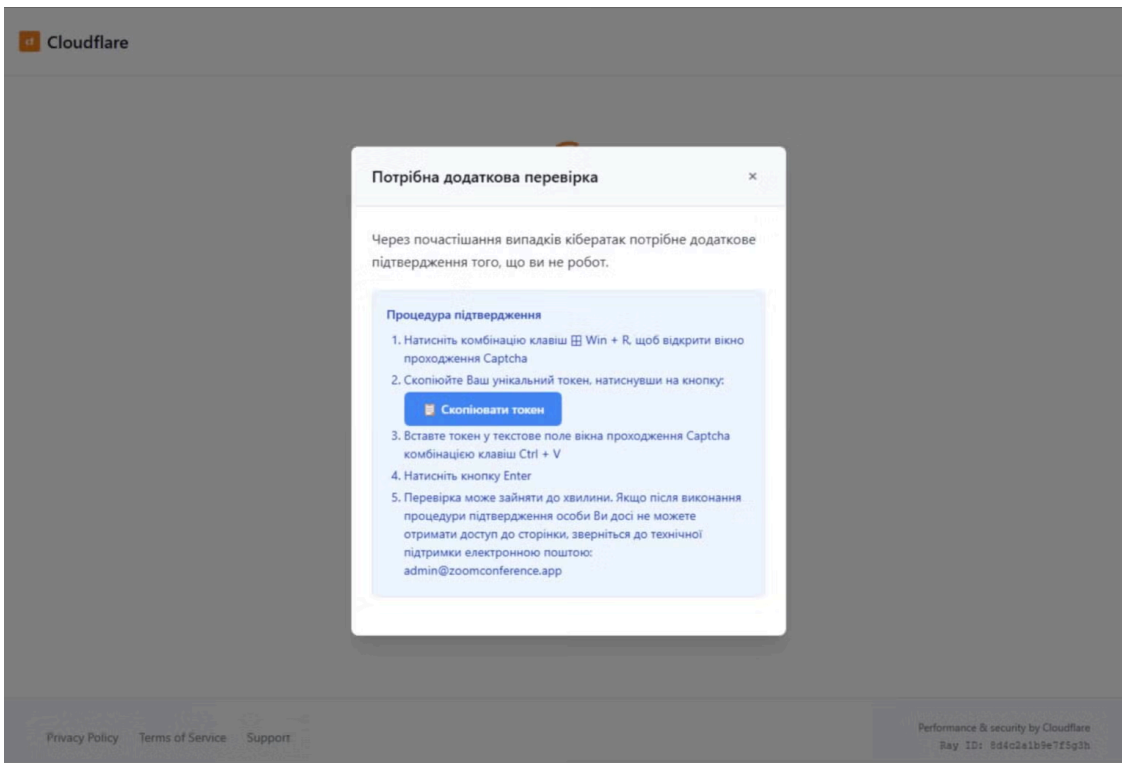 cf Cloudflare
Потрібна додаткова перевірка ×
Через почастішання випадків кібератак потрібне додаткове
підтвердження того, що ви не робот.
Процедура підтвердження
1. Натисніть комбінацію клавіш Win + R, щоб відкрити вікно
проходження Captcha
2. Скопіюйте Ваш унікальний токен, натиснувши на кнопку:
Скопіювати токен
3. Вставте токен у текстове поле вікна проходження Captcha
комбінацією клавіш Ctrl + V
4. Натисніть кнопку Enter
5. Перевірка може зайняти до хвилини. Якщо після виконання
процедури підтвердження особи Ви досі не можете
отримати доступ до сторінки, зверніться до технічної
підтримки електронною поштою:
admin@zoomconference.app
Privacy Policy Terms of Service Support
Performance & security by Cloudflare
Ray ID: 8d4c2a1b9e7f5g3h